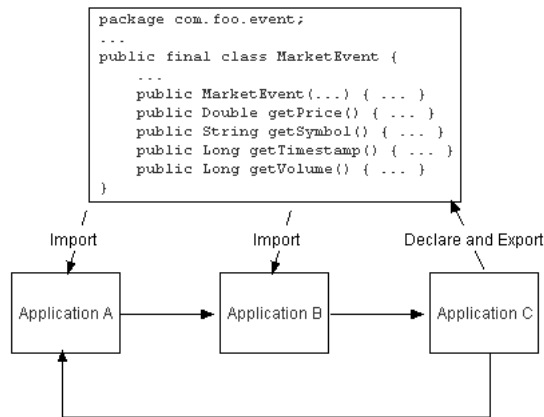 package com.foo.event;
...
public final class MarketEvent {
    ...
    public MarketEvent(...) { ... }
    public Double getPrice() { ... }
    public String getSymbol() { ... }
    public Long getTimestamp() { ... }
    public Long getVolume() { ... }
}
Import
Import
Declare and Export
Application A
Application B
Application C